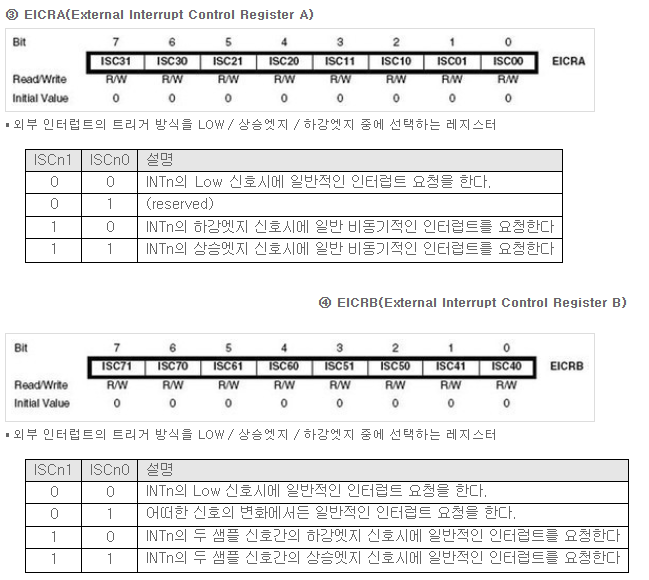 ③ EICRA(External Interrupt Control Register A)
Bit 7 6 5 4 3 2 1 0
ISC31 ISC30 ISC21 ISC20 ISC11 ISC10 ISC01 ISC00 EICRA
Read/Write R/W R/W R/W R/W R/W R/W R/W R/W
Initial Value 0 0 0 0 0 0 0 0
▪ 외부 인터럽트의 트리거 방식을 LOW / 상승엣지 / 하강엣지 중에 선택하는 레지스터
ISCn1 ISCn0 설명
0 0 INTn의 Low 신호시에 일반적인 인터럽트 요청을 한다.
0 1 (reserved)
1 0 INTn의 하강엣지 신호시에 일반 비동기적인 인터럽트를 요청한다
1 1 INTn의 상승엣지 신호시에 일반 비동기적인 인터럽트를 요청한다
④ EICRB(External Interrupt Control Register B)
Bit 7 6 5 4 3 2 1 0
ISC71 ISC70 ISC61 ISC60 ISC51 ISC50 ISC41 ISC40 EICRB
Read/Write R/W R/W R/W R/W R/W R/W R/W R/W
Initial Value 0 0 0 0 0 0 0 0
▪ 외부 인터럽트의 트리거 방식을 LOW / 상승엣지 / 하강엣지 중에 선택하는 레지스터
ISCn1 ISCn0 설명
0 0 INTn의 Low 신호시에 일반적인 인터럽트 요청을 한다.
0 1 어떠한 신호의 변화에서든 일반적인 인터럽트 요청을 한다.
1 0 INTn의 두 샘플 신호간의 하강엣지 신호시에 일반적인 인터럽트를 요청한다
1 1 INTn의 두 샘플 신호간의 상승엣지 신호시에 일반적인 인터럽트를 요청한다